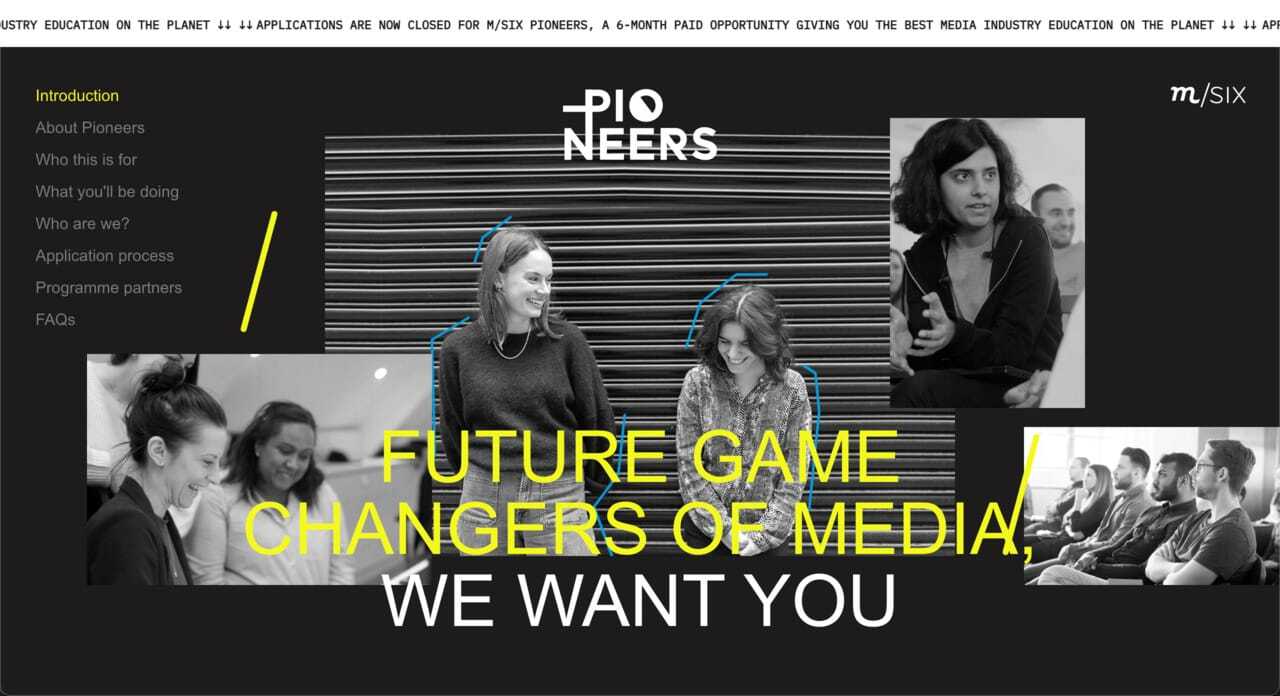 USTRY EDUCATION ON THE PLANET ↓↓ ↓↓ APPLICATIONS ARE NOW CLOSED FOR M/SIX PIONEERS, A 6-MONTH PAID OPPORTUNITY GIVING YOU THE BEST MEDIA INDUSTRY EDUCATION ON THE PLANET ↓↓ ↓↓ APP
Introduction
About Pioneers
Who this is for
What you'll be doing
Who are we?
Application process
Programme partners
FAQs
PIO
NEERS
m/SIX
FUTURE GAME
CHANGERS OF MEDIA,
WE WANT YOU